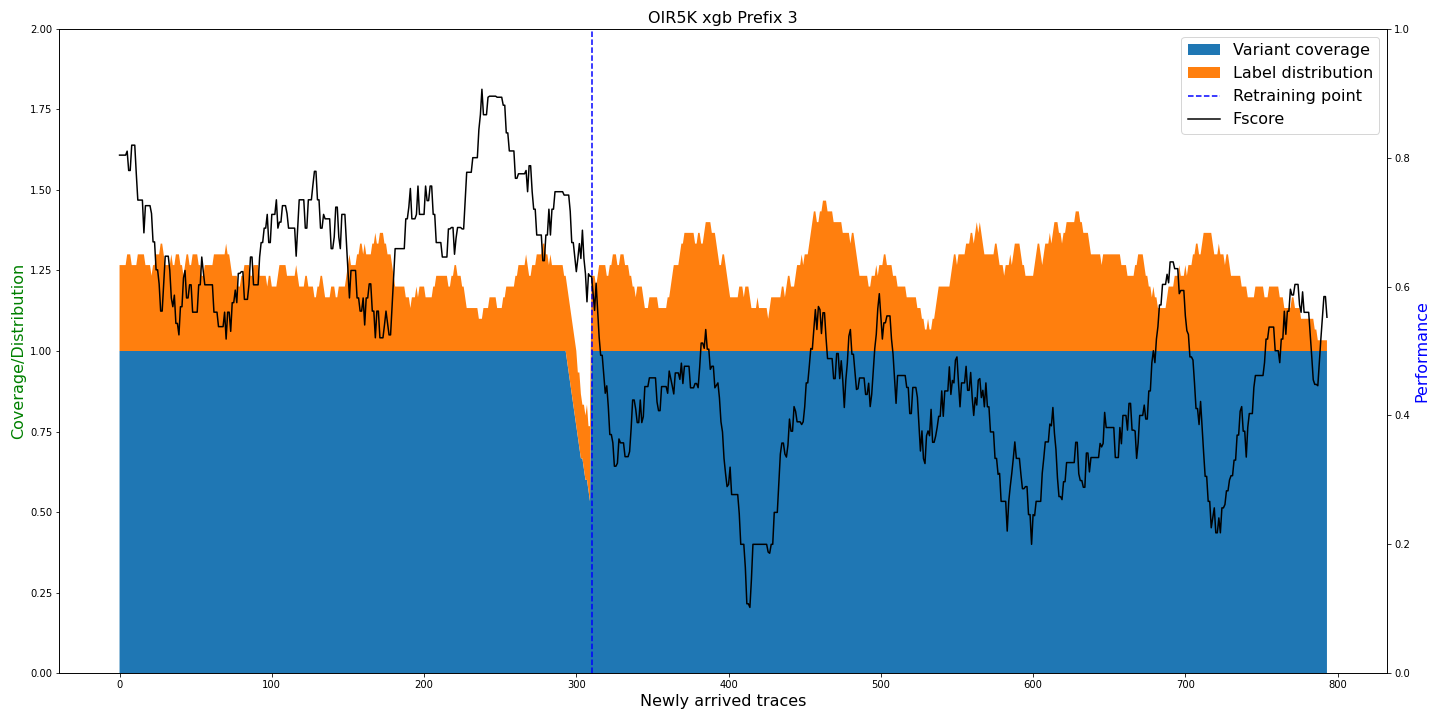 OIR5K xgb Prefix 3
2.00
1.75
1.50
1.25
1.00
0.75
0.50
0.25
0.00
Coverage/Distribution
Variant coverage
Label distribution
Retraining point
Fscore
1.0
0.8
0.6
0.4
0.2
0.0
Performance
0 100 200 300 400 500 600 700 800
Newly arrived traces